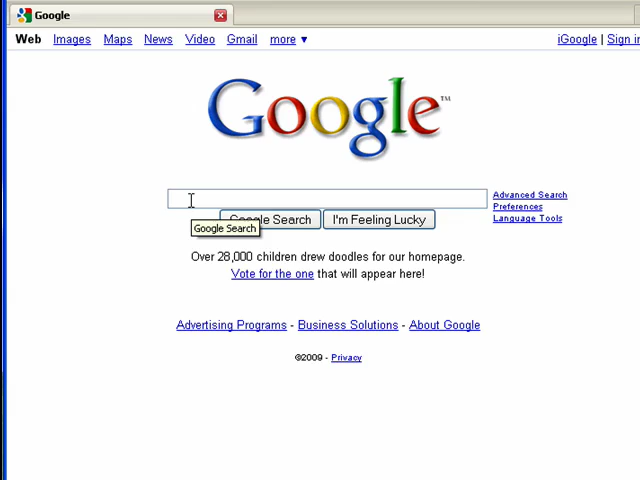 Google
Web Images Maps News Video Gmail more ▼ iGoogle | Sign in
Google™
Advanced Search
Preferences
Language Tools
Google Search I'm Feeling Lucky
Google Search
Over 28,000 children drew doodles for our homepage.
Vote for the one that will appear here!
Advertising Programs - Business Solutions - About Google
©2009 - Privacy